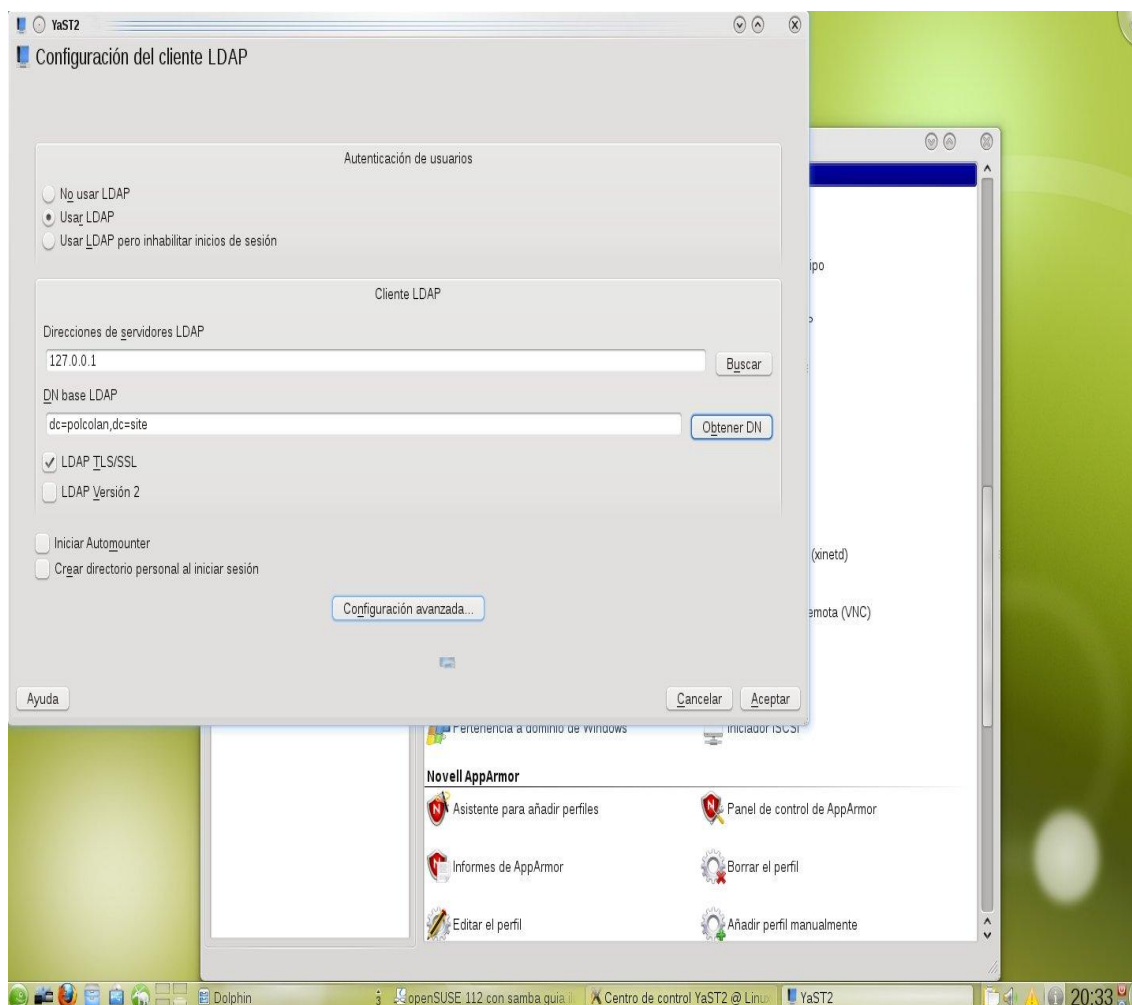 YaST2
Configuración del cliente LDAP
Autenticación de usuarios
No usar LDAP
Usar LDAP
Usar LDAP pero inhabilitar inicios de sesión
Cliente LDAP
Direcciones de servidores LDAP
127.0.0.1
Buscar
DN base LDAP
dc=polcolan,dc=site
Obtener DN
LDAP TLS/SSL
LDAP Versión 2
Iniciar Automounter
Crear directorio personal al iniciar sesión
Configuración avanzada...
Ayuda
Cancelar
Aceptar
ipo
(xinetd)
emota (VNC)
Pertenencia a dominio de Windows
Iniciador iSCSI
Novell AppArmor
Asistente para añadir perfiles
Panel de control de AppArmor
Informes de AppArmor
Borrar el perfil
Editar el perfil
Añadir perfil manualmente
Dolphin
3
openSUSE 112 con samba guia
Centro de control YaST2 @ Linu
YaST2
20:33